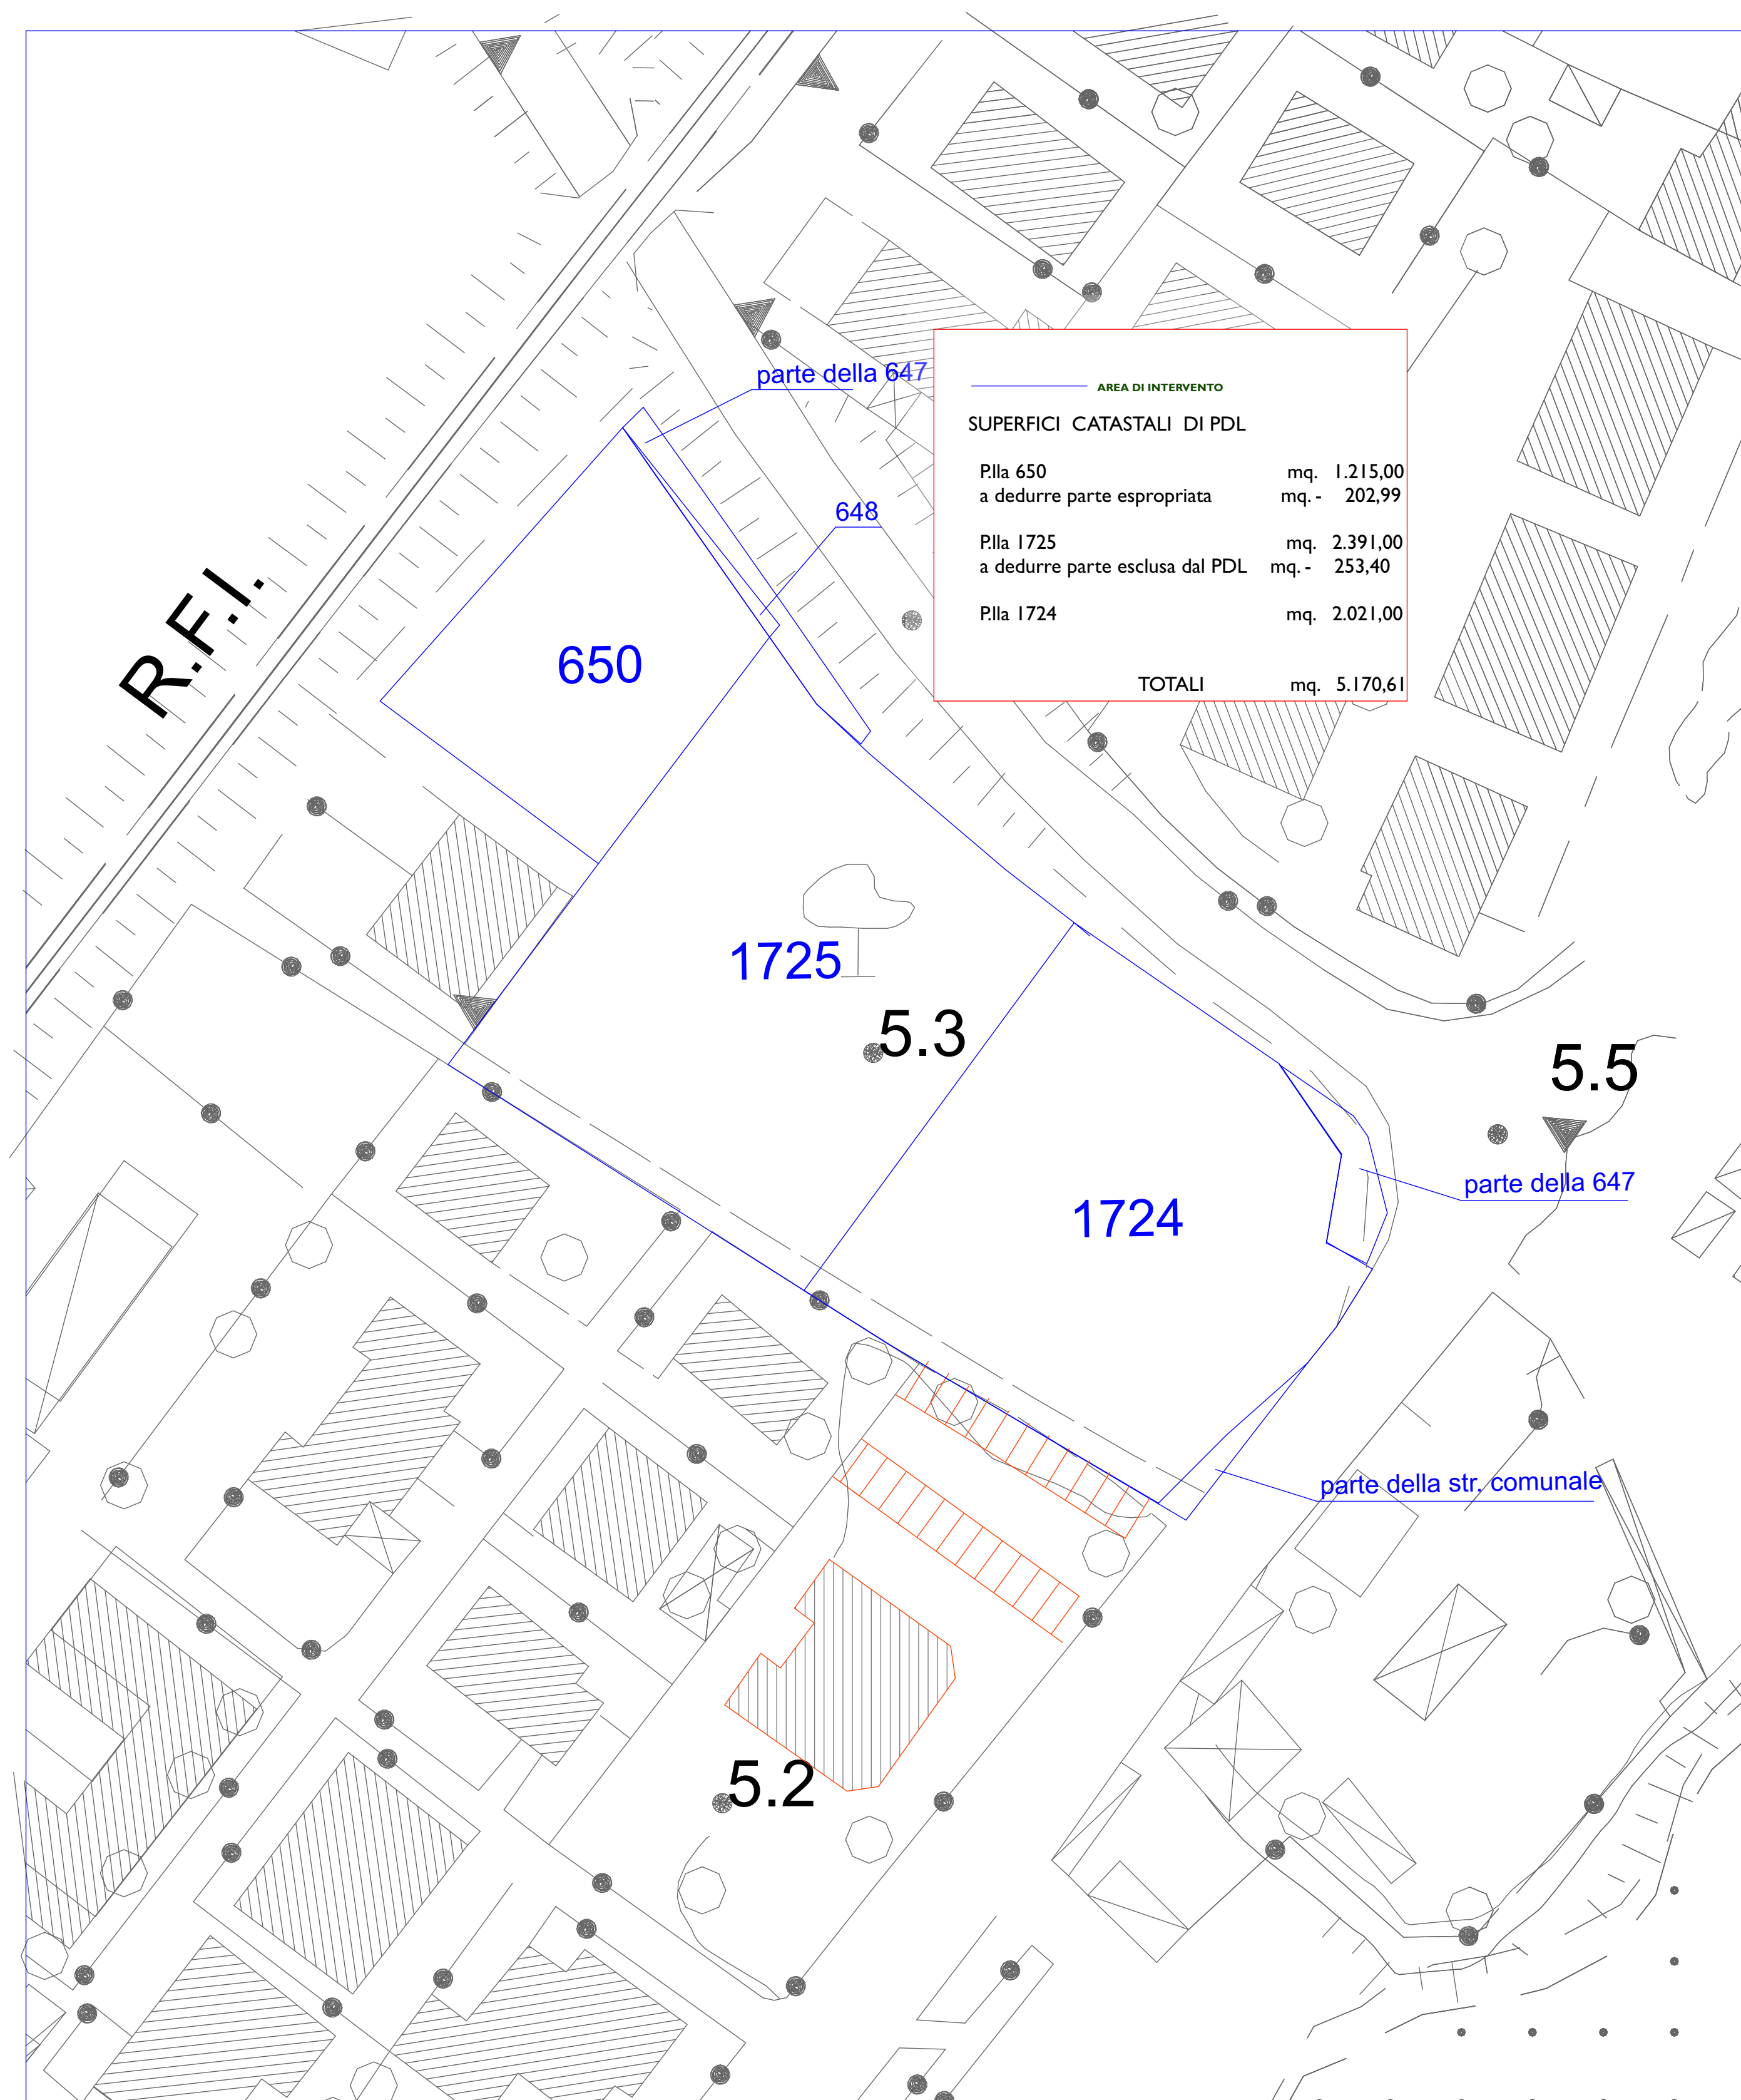 parte della 647
AREA DI INTERVENTO
SUPERFICI CATASTALI DI PDL
P.lla 650 mq. 1.215,00
a dedurre parte espropriata mq. - 202,99
P.lla 1725 mq. 2.391,00
a dedurre parte esclusa dal PDL mq. - 253,40
P.lla 1724 mq. 2.021,00
TOTALI mq. 5.170,61
648
R.F.I.
650
1725
5.3
5.5
parte della 647
1724
parte della str. comunale
5.2